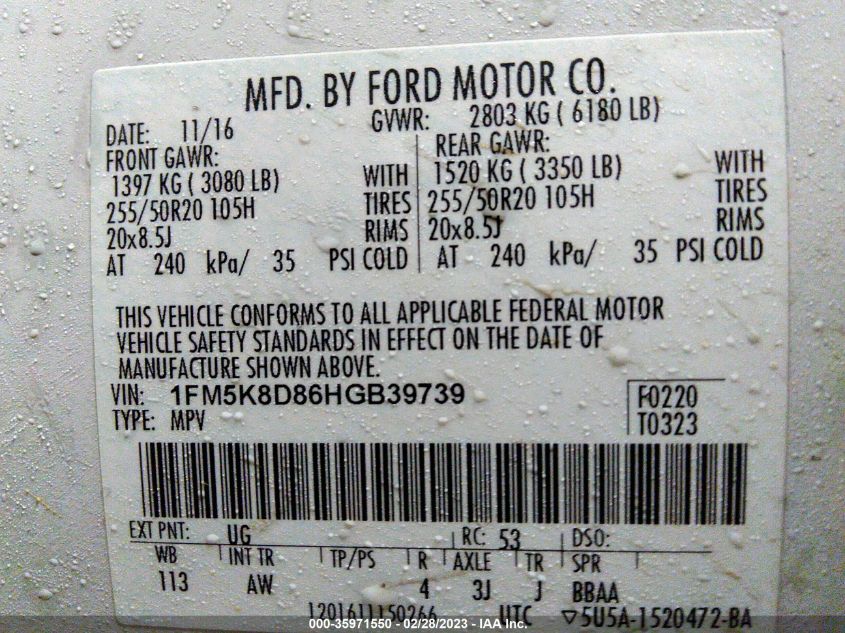 MFD. BY FORD MOTOR CO.
DATE: 11/16 GVWR: 2803 KG ( 6180 LB)
FRONT GAWR: REAR GAWR:
1397 KG ( 3080 LB) WITH 1520 KG ( 3350 LB) WITH
255/50R20 105H TIRES 255/50R20 105H TIRES
20x8.5J RIMS 20x8.5J RIMS
AT 240 kPa/ 35 PSI COLD AT 240 kPa/ 35 PSI COLD
THIS VEHICLE CONFORMS TO ALL APPLICABLE FEDERAL MOTOR
VEHICLE SAFETY STANDARDS IN EFFECT ON THE DATE OF
MANUFACTURE SHOWN ABOVE.
VIN: 1FM5K8D86HGB39739 F0220
TYPE: MPV T0323
EXT PNT: UG RC: 53 DSO:
WB INT TR TP/PS R AXLE TR SPR
113 AW 4 3J J BBAA
1201611150266 UTC ▽5U5A-1520472-BA
000-35971550 - 02/28/2023 - IAA Inc.